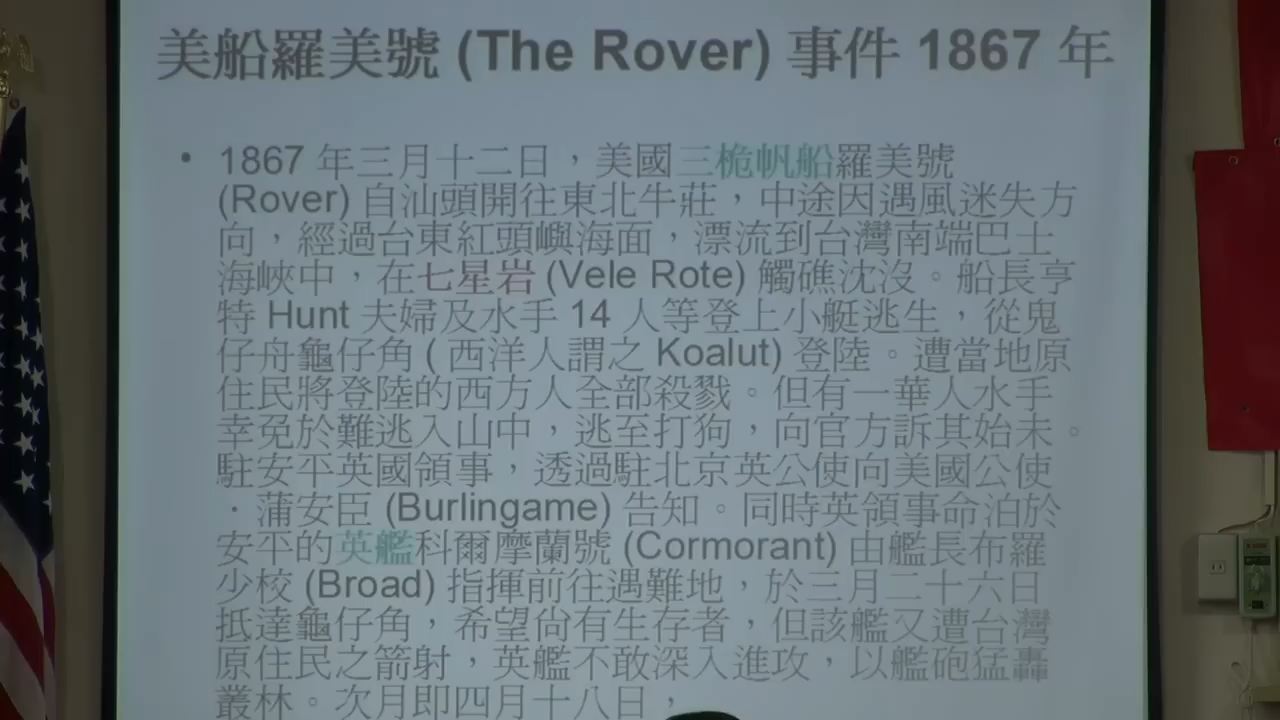 美船羅美號 (The Rover) 事件 1867 年
• 1867 年三月十二日，美國三桅帆船羅美號
(Rover) 自汕頭開往東北牛莊，中途因遇風迷失方
向，經過台東紅頭嶼海面，漂流到台灣南端巴士
海峽中，在七星岩 (Vele Rote) 觸礁沈沒。船長亨
特 Hunt 夫婦及水手 14 人等登上小艇逃生，從鬼
仔舟龜仔角 ( 西洋人謂之 Koalut) 登陸。遭當地原
住民將登陸的西方人全部殺戮。但有一華人水手
幸免於難逃入山中，逃至打狗，向官方訴其始末。
駐安平英國領事，透過駐北京英公使向美國公使
．蒲安臣 (Burlingame) 告知。同時英領事命泊於
安平的英艦科爾摩蘭號 (Cormorant) 由艦長布羅
少校 (Broad) 指揮前往遇難地，於三月二十六日
抵達龜仔角，希望尚有生存者，但該艦又遭台灣
原住民之箭射，英艦不敢深入進攻，以艦砲猛轟
叢林。次月即四月十八日，